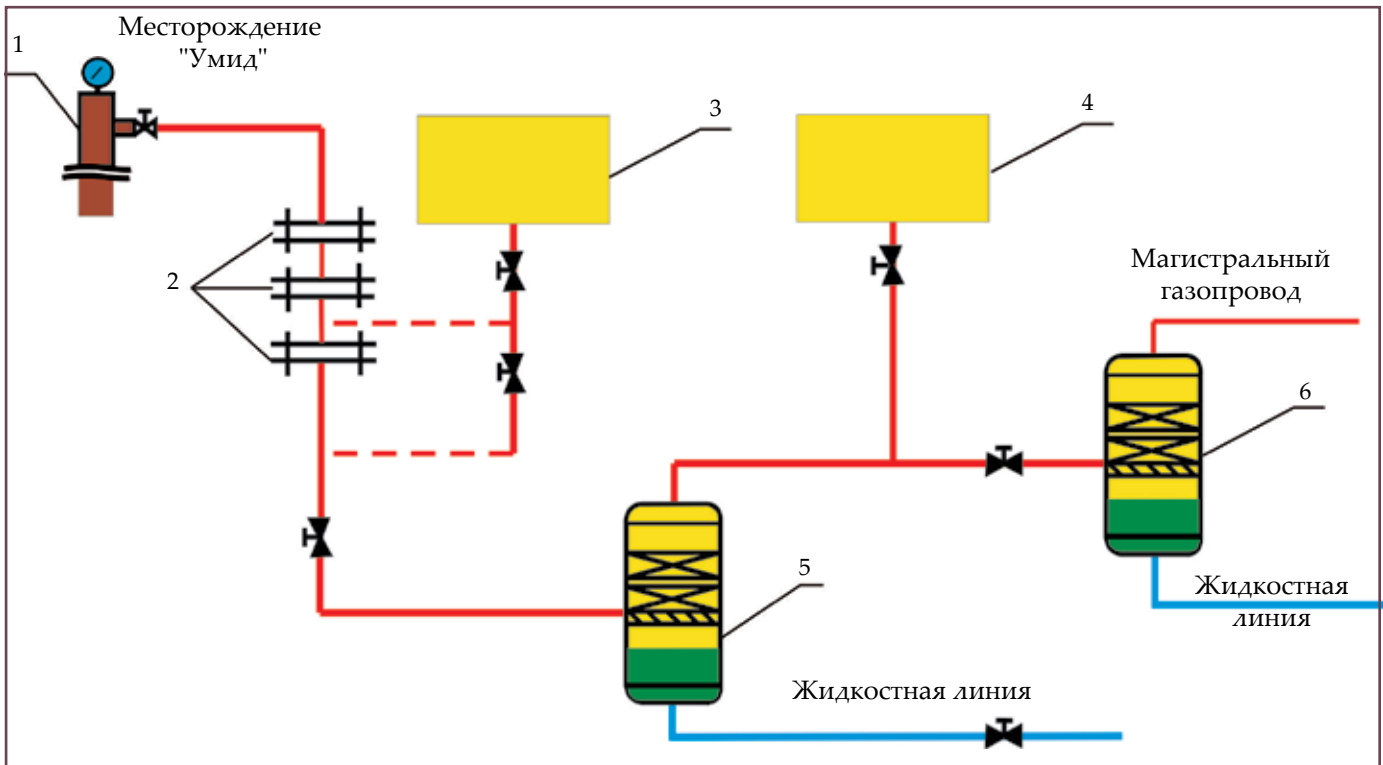 1
Месторождение
"Умид"
3
4
2
Магистральный
газопровод
6
5
Жидкостная
линия
Жидкостная линия